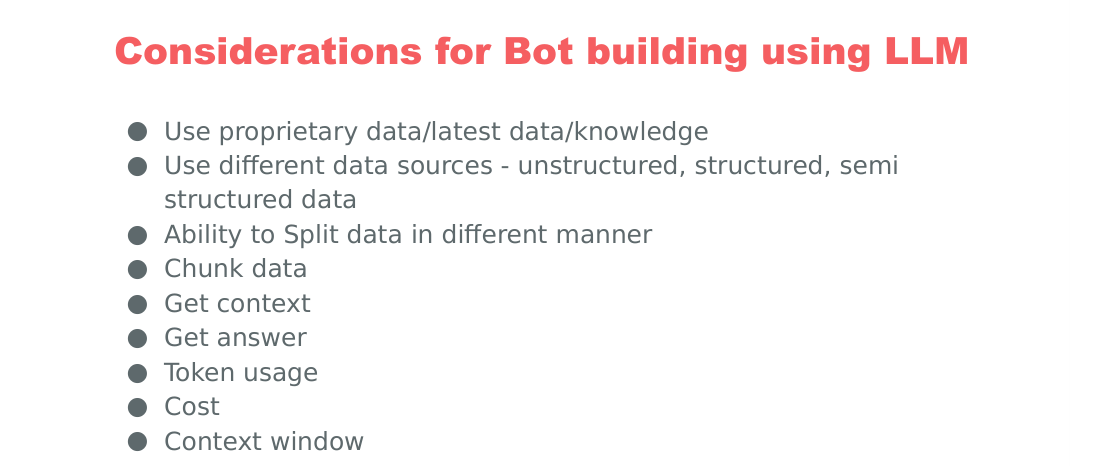 Considerations for Bot building using LLM
● Use proprietary data/latest data/knowledge
● Use different data sources - unstructured, structured, semi
structured data
● Ability to Split data in different manner
● Chunk data
● Get context
● Get answer
● Token usage
● Cost
● Context window